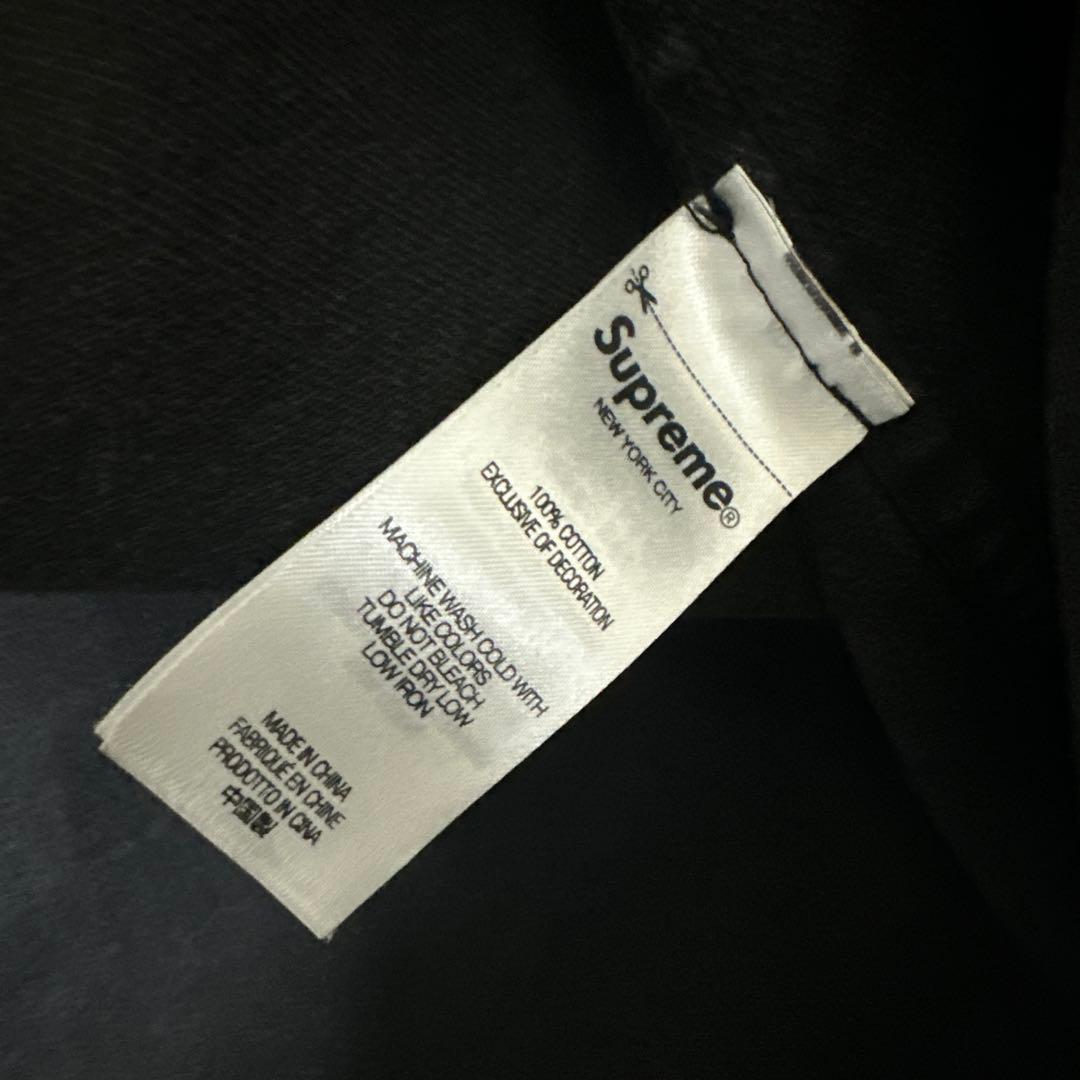 Supreme®
NEW YORK CITY
100% COTTON
EXCLUSIVE OF DECORATION
MACHINE WASH COLD WITH
LIKE COLORS
DO NOT BLEACH
TUMBLE DRY LOW
LOW IRON
MADE IN CHINA
FABRIQUÉ EN CHINE
PRODOTTO IN CINA
中国製